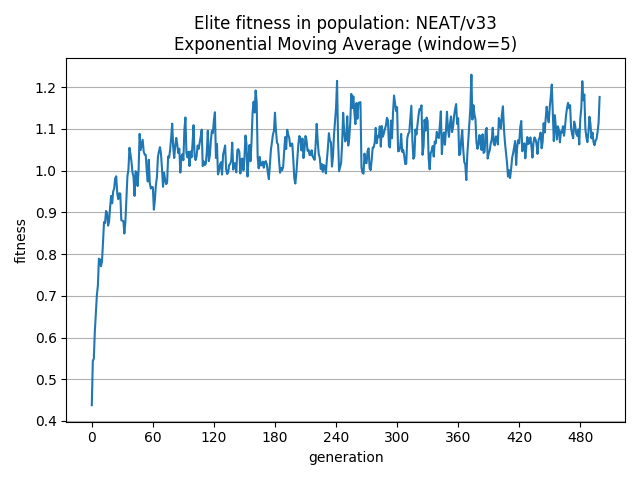 Elite fitness in population: NEAT/v33
Exponential Moving Average (window=5)
fitness
1.2
1.1
1.0
0.9
0.8
0.7
0.6
0.5
0.4
0 60 120 180 240 300 360 420 480
generation